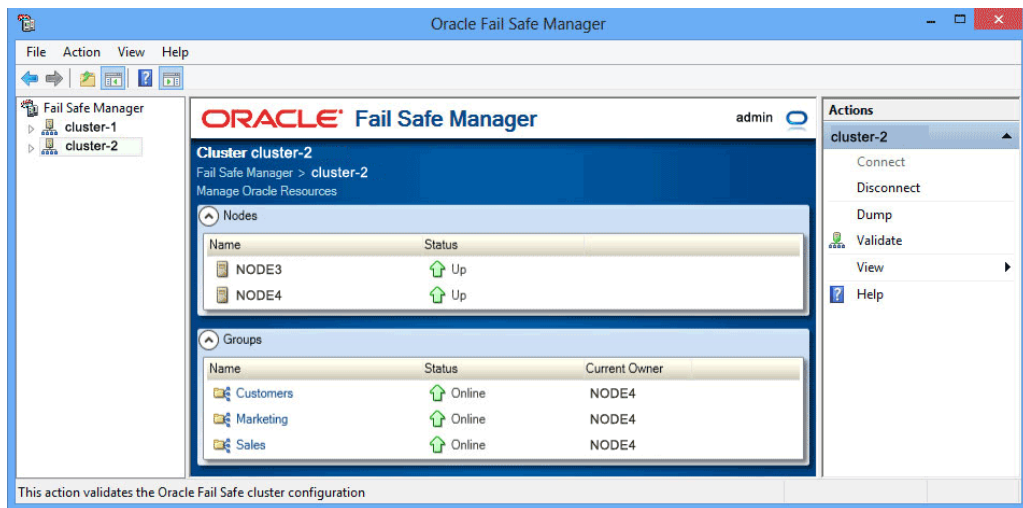 Oracle Fail Safe Manager
File Action View Help
Fail Safe Manager
cluster-1
cluster-2
ORACLE Fail Safe Manager
admin
Cluster cluster-2
Fail Safe Manager > cluster-2
Manage Oracle Resources
Nodes
Name Status
NODE3 Up
NODE4 Up
Groups
Name Status Current Owner
Customers Online NODE4
Marketing Online NODE4
Sales Online NODE4
Actions
cluster-2
Connect
Disconnect
Dump
Validate
View
Help
This action validates the Oracle Fail Safe cluster configuration